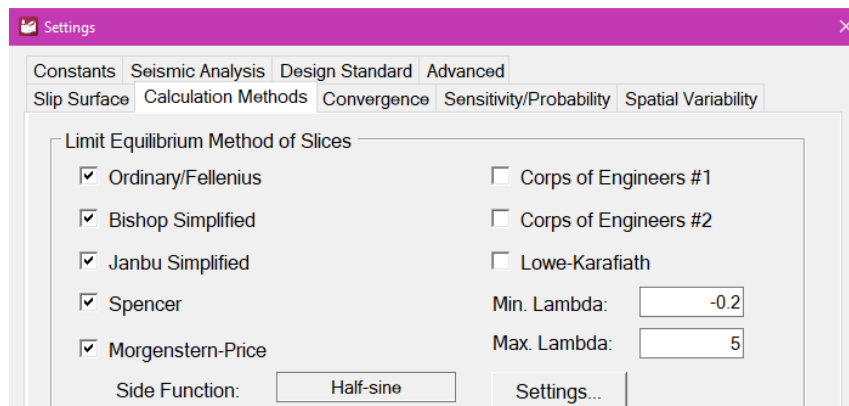 Settings
Constants Seismic Analysis Design Standard Advanced
Slip Surface Calculation Methods Convergence Sensitivity/Probability Spatial Variability
Limit Equilibrium Method of Slices
Ordinary/Fellenius Corps of Engineers #1
Bishop Simplified Corps of Engineers #2
Janbu Simplified Lowe-Karafiath
Spencer Min. Lambda: -0.2
Morgenstern-Price Max. Lambda: 5
Side Function: Half-sine Settings...